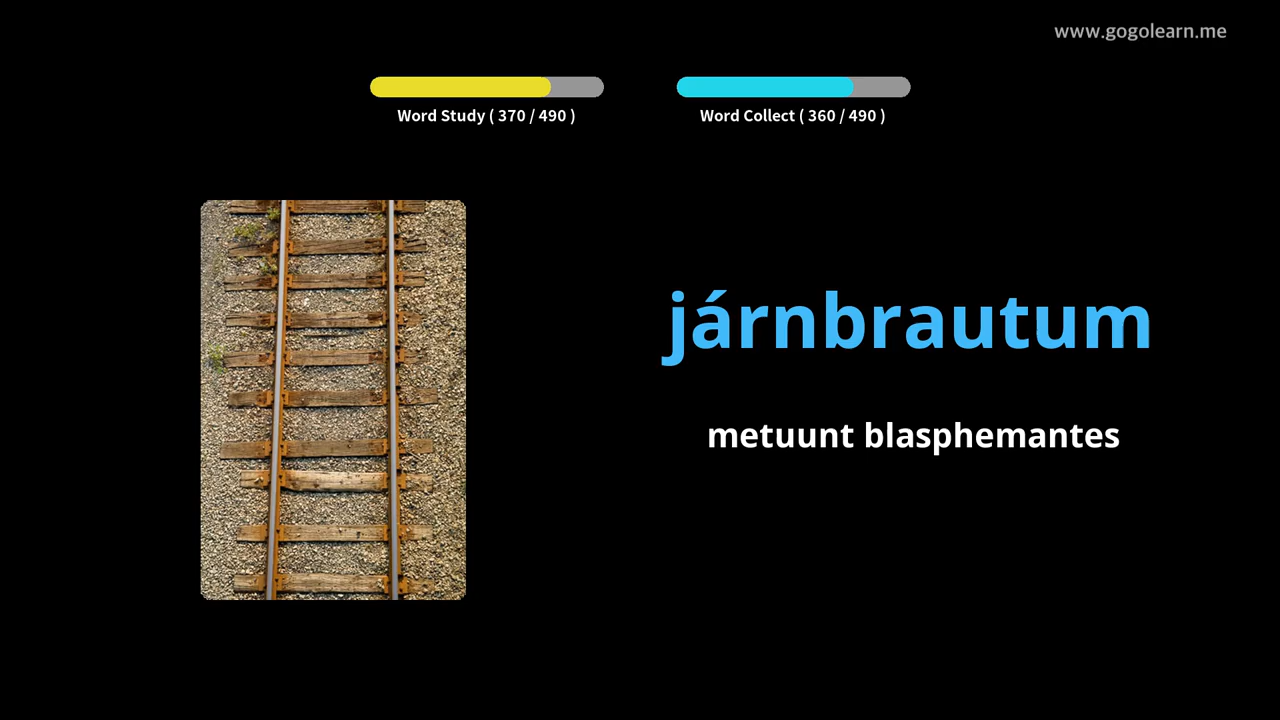 www.gogolearn.me
Word Study ( 370 / 490 )
Word Collect ( 360 / 490 )
járnbrautum
metuunt blasphemantes